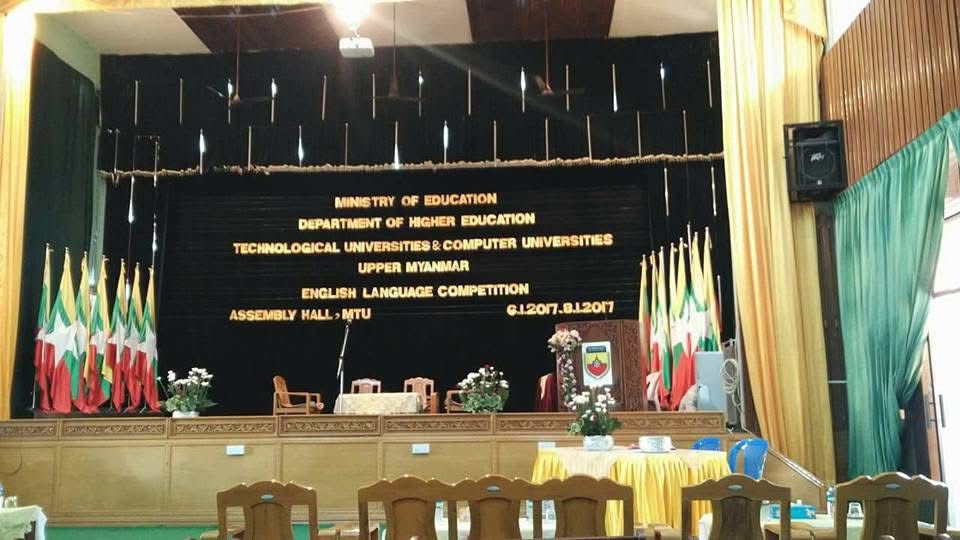 MINISTRY OF EDUCATION
DEPARTMENT OF HIGHER EDUCATION
TECHNOLOGICAL UNIVERSITIES & COMPUTER UNIVERSITIES
UPPER MYANMAR
ENGLISH LANGUAGE COMPETITION
ASSEMBLY HALL, MTU 6.1.2017-8.1.2017
PEAVEY